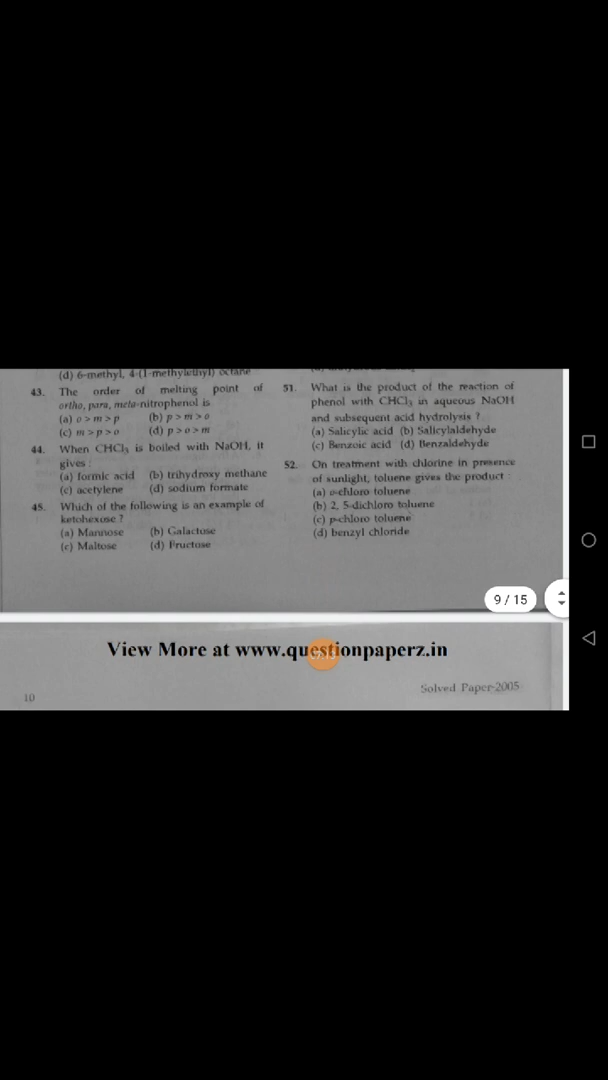 (d) 6-methyl, 4-(1-methylethyl) octane
43. The order of melting point of
ortho, para, meta-nitrophenol is
(a) o > m > p (b) p > m > o
(c) m > p > o (d) p > o > m
44. When CHCl₃ is boiled with NaOH, it
gives :
(a) formic acid (b) trihydroxy methane
(c) acetylene (d) sodium formate
45. Which of the following is an example of
ketohexose ?
(a) Mannose (b) Galactose
(c) Maltose (d) Fructose
51. What is the product of the reaction of
phenol with CHCl₃ in aqueous NaOH
and subsequent acid hydrolysis ?
(a) Salicylic acid (b) Salicylaldehyde
(c) Benzoic acid (d) Benzaldehyde
52. On treatment with chlorine in presence
of sunlight, toluene gives the product
(a) o-chloro toluene
(b) 2, 5-dichloro toluene
(c) p-chloro toluene
(d) benzyl chloride
9 / 15
View More at www.questionpaperz.in
Solved Paper-2005
10